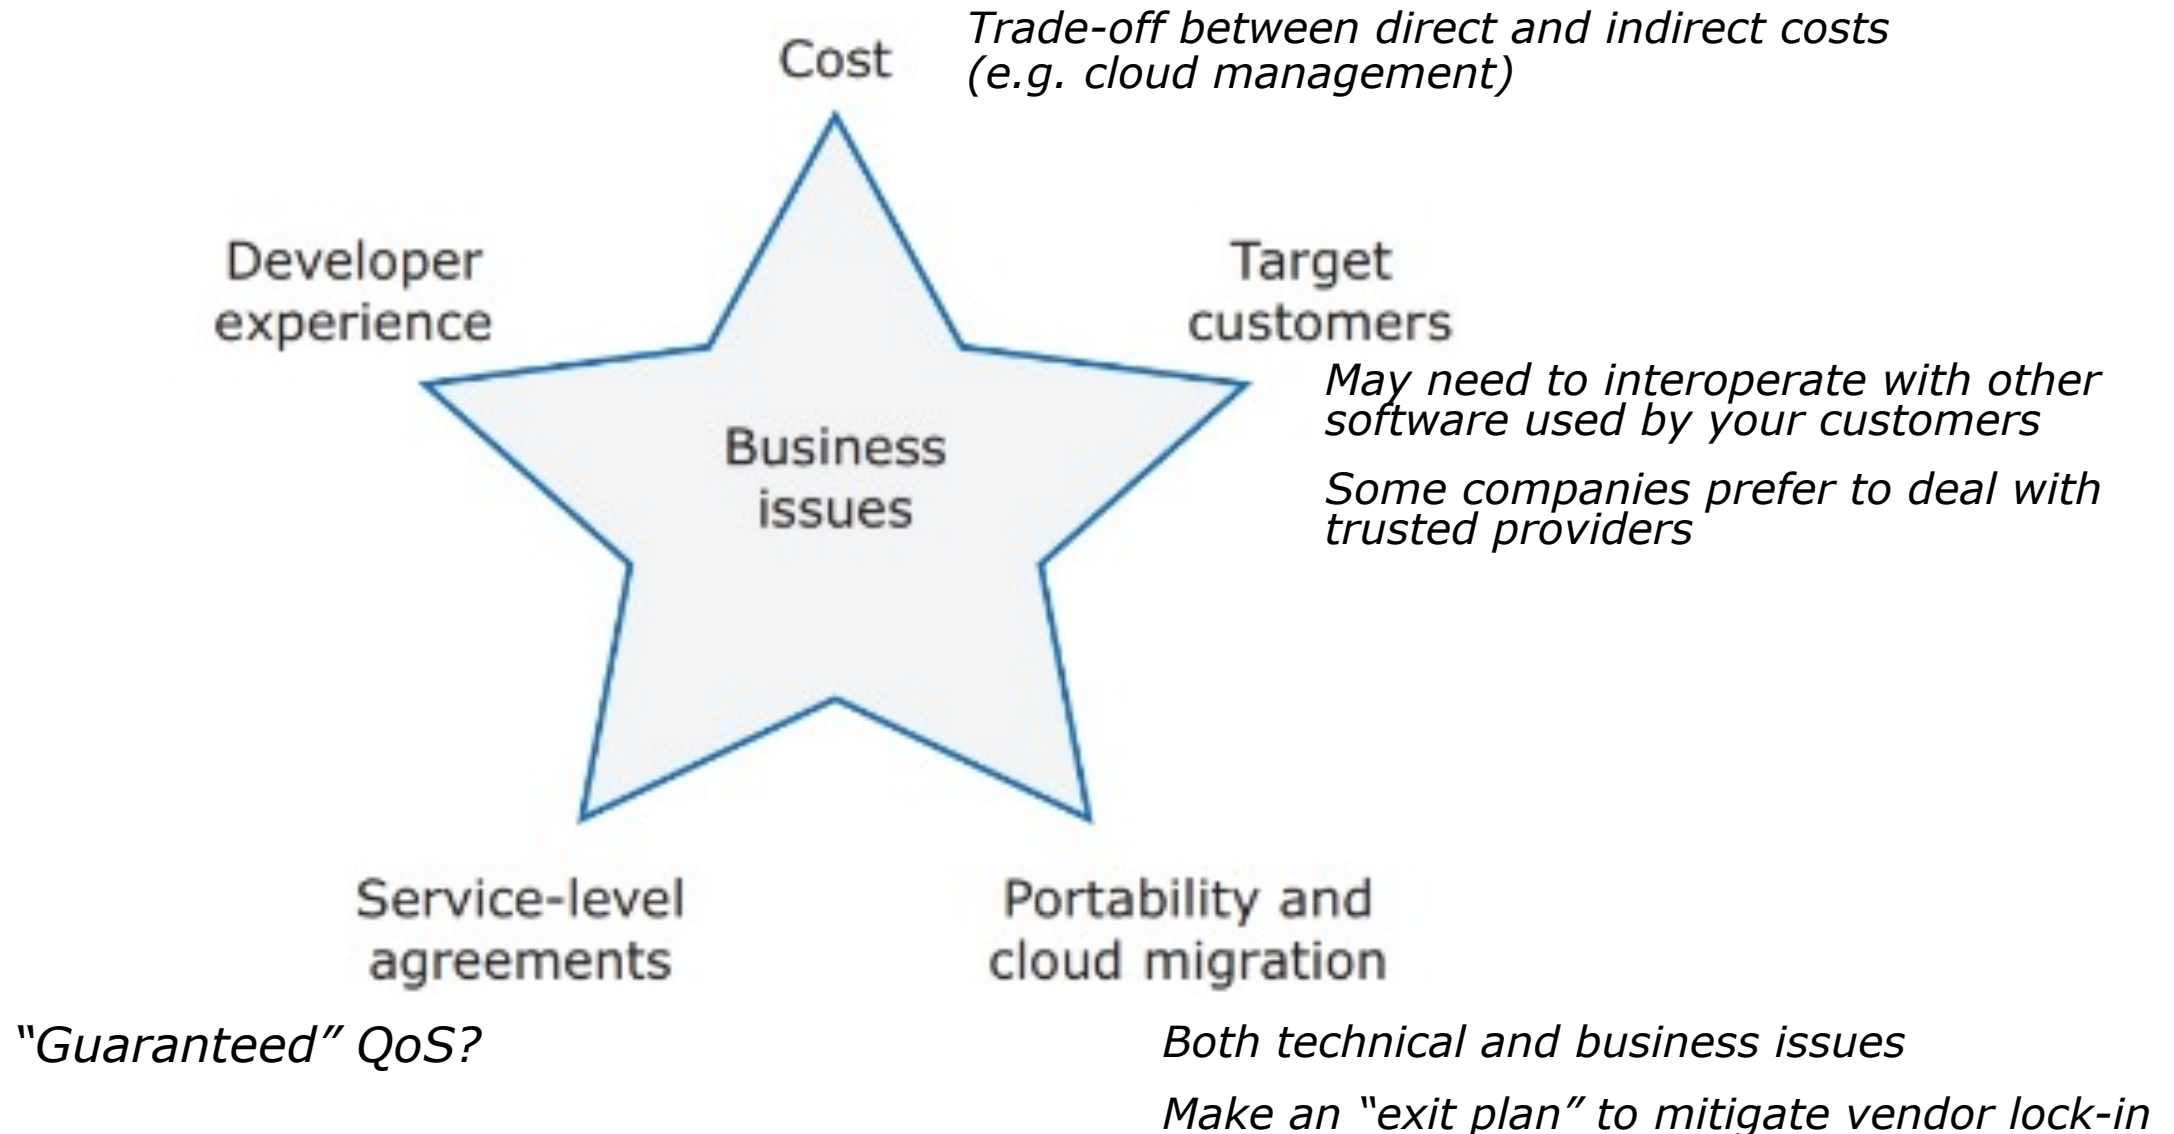 Cost
Trade-off between direct and indirect costs
(e.g. cloud management)
Developer
experience
Target
customers
May need to interoperate with other
software used by your customers
Some companies prefer to deal with
trusted providers
Business
issues
Service-level
agreements
Portability and
cloud migration
“Guaranteed” QoS?
Both technical and business issues
Make an “exit plan” to mitigate vendor lock-in